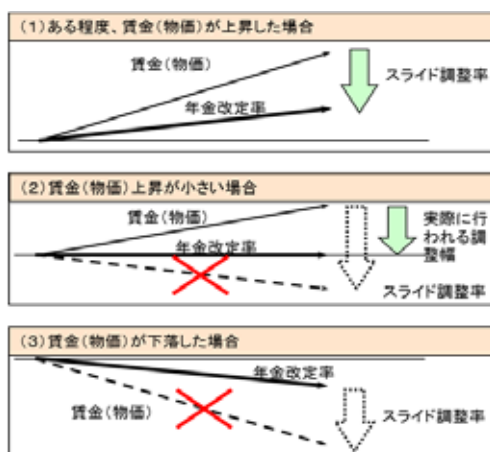 (1)ある程度、賃金(物価)が上昇した場合
賃金(物価)
スライド調整率
年金改定率
(2)賃金(物価)上昇が小さい場合
賃金(物価)
実際に行
われる調
整幅
年金改定率
スライド調整率
(3)賃金(物価)が下落した場合
年金改定率
賃金(物価)
スライド調整率